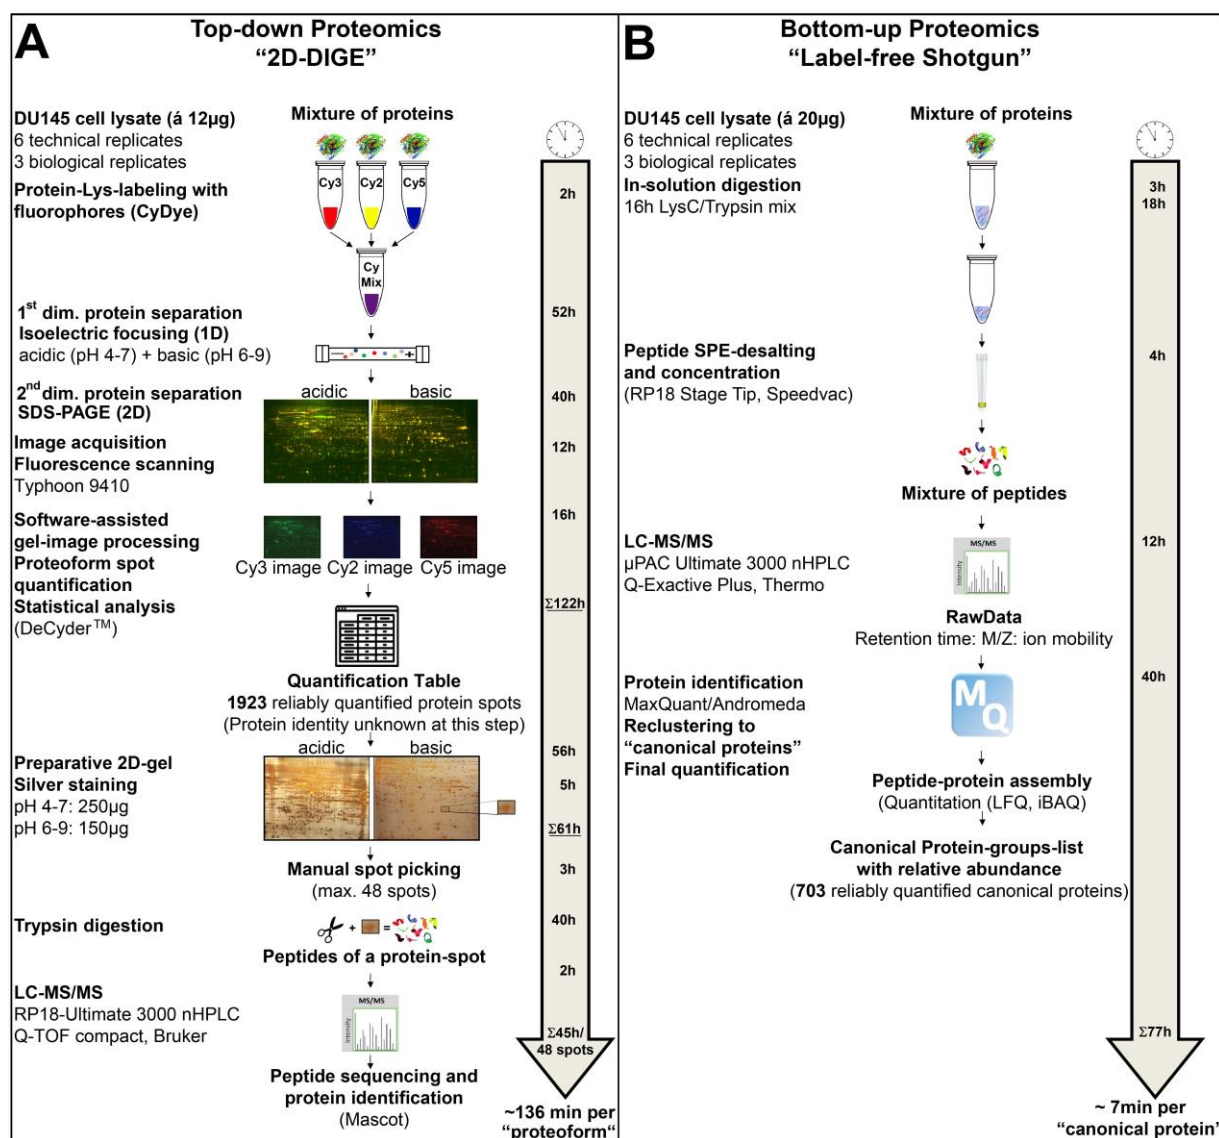 A
Top-down Proteomics
“2D-DIGE”
DU145 cell lysate (á 12µg)
6 technical replicates
3 biological replicates
Protein-Lys-labeling with
fluorophores (CyDye)
Mixture of proteins
Cy3
Cy2
Cy5
Cy
Mix
2h
1st dim. protein separation
Isoelectric focusing (1D)
acidic (pH 4-7) + basic (pH 6-9)
52h
2nd dim. protein separation
SDS-PAGE (2D)
acidic
basic
40h
Image acquisition
Fluorescence scanning
Typhoon 9410
12h
Software-assisted
gel-image processing
Proteoform spot
quantification
Statistical analysis
(DeCyder™)
Cy3 image
Cy2 image
Cy5 image
16h
Σ122h
Quantification Table
1923 reliably quantified protein spots
(Protein identity unknown at this step)
Preparative 2D-gel
Silver staining
pH 4-7: 250µg
pH 6-9: 150µg
acidic
basic
56h
5h
Σ61h
Manual spot picking
(max. 48 spots)
3h
Trypsin digestion
+
=
40h
Peptides of a protein-spot
2h
LC-MS/MS
RP18-Ultimate 3000 nHPLC
Q-TOF compact, Bruker
MS/MS
Intensity
Σ45h/
48 spots
Peptide sequencing and
protein identification
(Mascot)
~136 min per
“proteoform“
B
Bottom-up Proteomics
“Label-free Shotgun”
DU145 cell lysate (á 20µg)
6 technical replicates
3 biological replicates
In-solution digestion
16h LysC/Trypsin mix
Mixture of proteins
3h
18h
Peptide SPE-desalting
and concentration
(RP18 Stage Tip, Speedvac)
4h
Mixture of peptides
LC-MS/MS
µPAC Ultimate 3000 nHPLC
Q-Exactive Plus, Thermo
MS/MS
Intensity
12h
RawData
Retention time: M/Z: ion mobility
Protein identification
MaxQuant/Andromeda
Reclustering to
“canonical proteins”
Final quantification
M
Q
40h
Peptide-protein assembly
(Quantitation (LFQ, iBAQ)
Canonical Protein-groups-list
with relative abundance
(703 reliably quantified canonical proteins)
Σ77h
~ 7min per
“canonical protein“